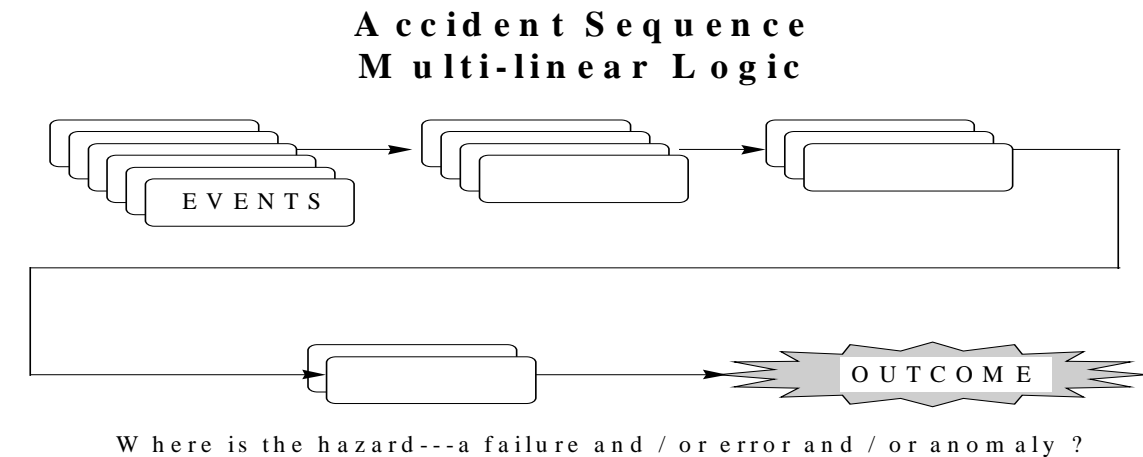 Accident Sequence
Multi-linear Logic
EVENTS
OUTCOME
Where is the hazard---a failure and / or error and / or anomaly ?